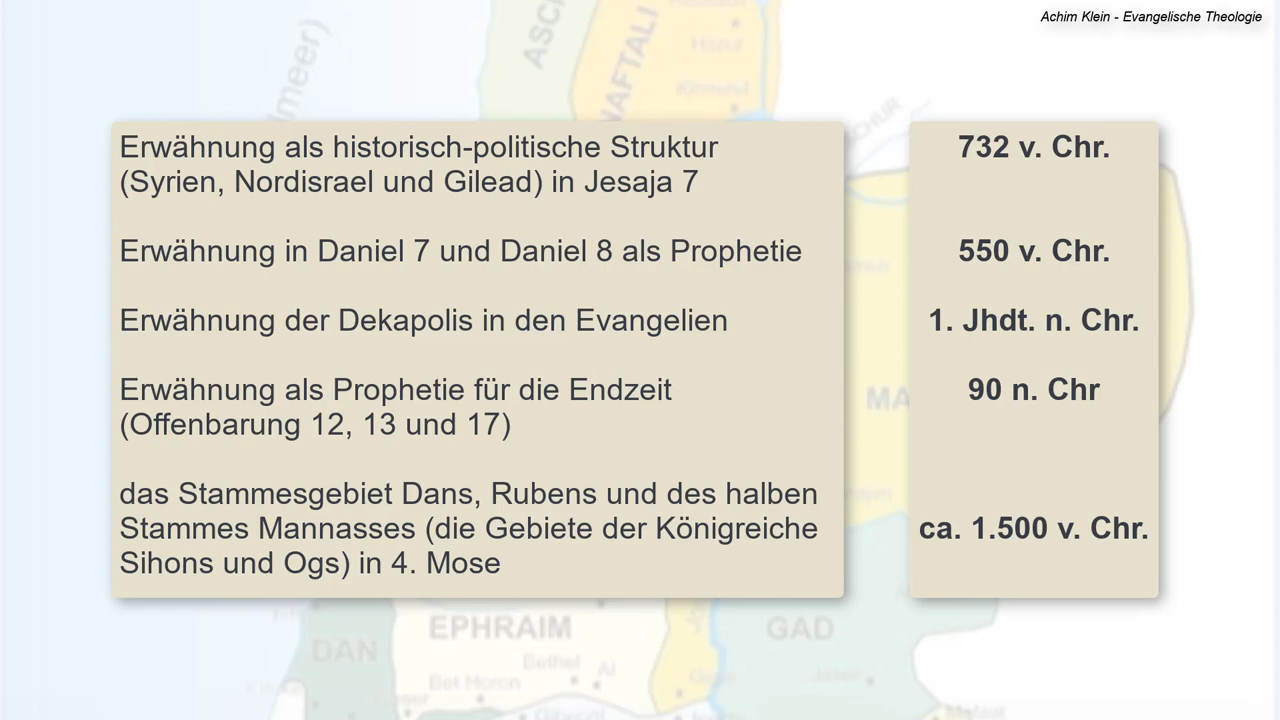 Achim Klein - Evangelische Theologie
Erwähnung als historisch-politische Struktur
(Syrien, Nordisrael und Gilead) in Jesaja 7
732 v. Chr.
Erwähnung in Daniel 7 und Daniel 8 als Prophetie
550 v. Chr.
Erwähnung der Dekapolis in den Evangelien
1. Jhdt. n. Chr.
Erwähnung als Prophetie für die Endzeit
(Offenbarung 12, 13 und 17)
90 n. Chr
das Stammesgebiet Dans, Rubens und des halben
Stammes Mannasses (die Gebiete der Königreiche
Sihons und Ogs) in 4. Mose
ca. 1.500 v. Chr.
EPHRAIM
GAD
DAN
Bethel
Ai
Bet Horon